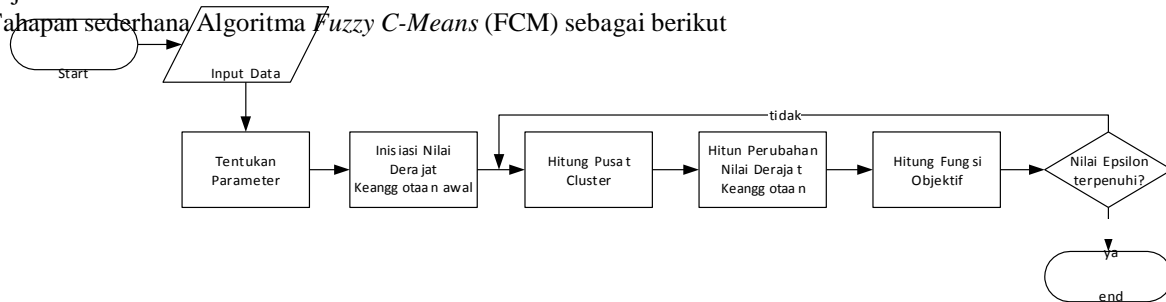 Tahapan sederhana Algoritma Fuzzy C-Means (FCM) sebagai berikut
Start
Input Data
tidak
Tentukan
Parameter
Inisiasi Nilai
Derajat
Keanggotaan awal
Hitung Pusat
Cluster
Hitun Perubahan
Nilai Derajat
Keanggotaan
Hitung Fungsi
Objektif
Nilai Epsilon
terpenuhi?
ya
end